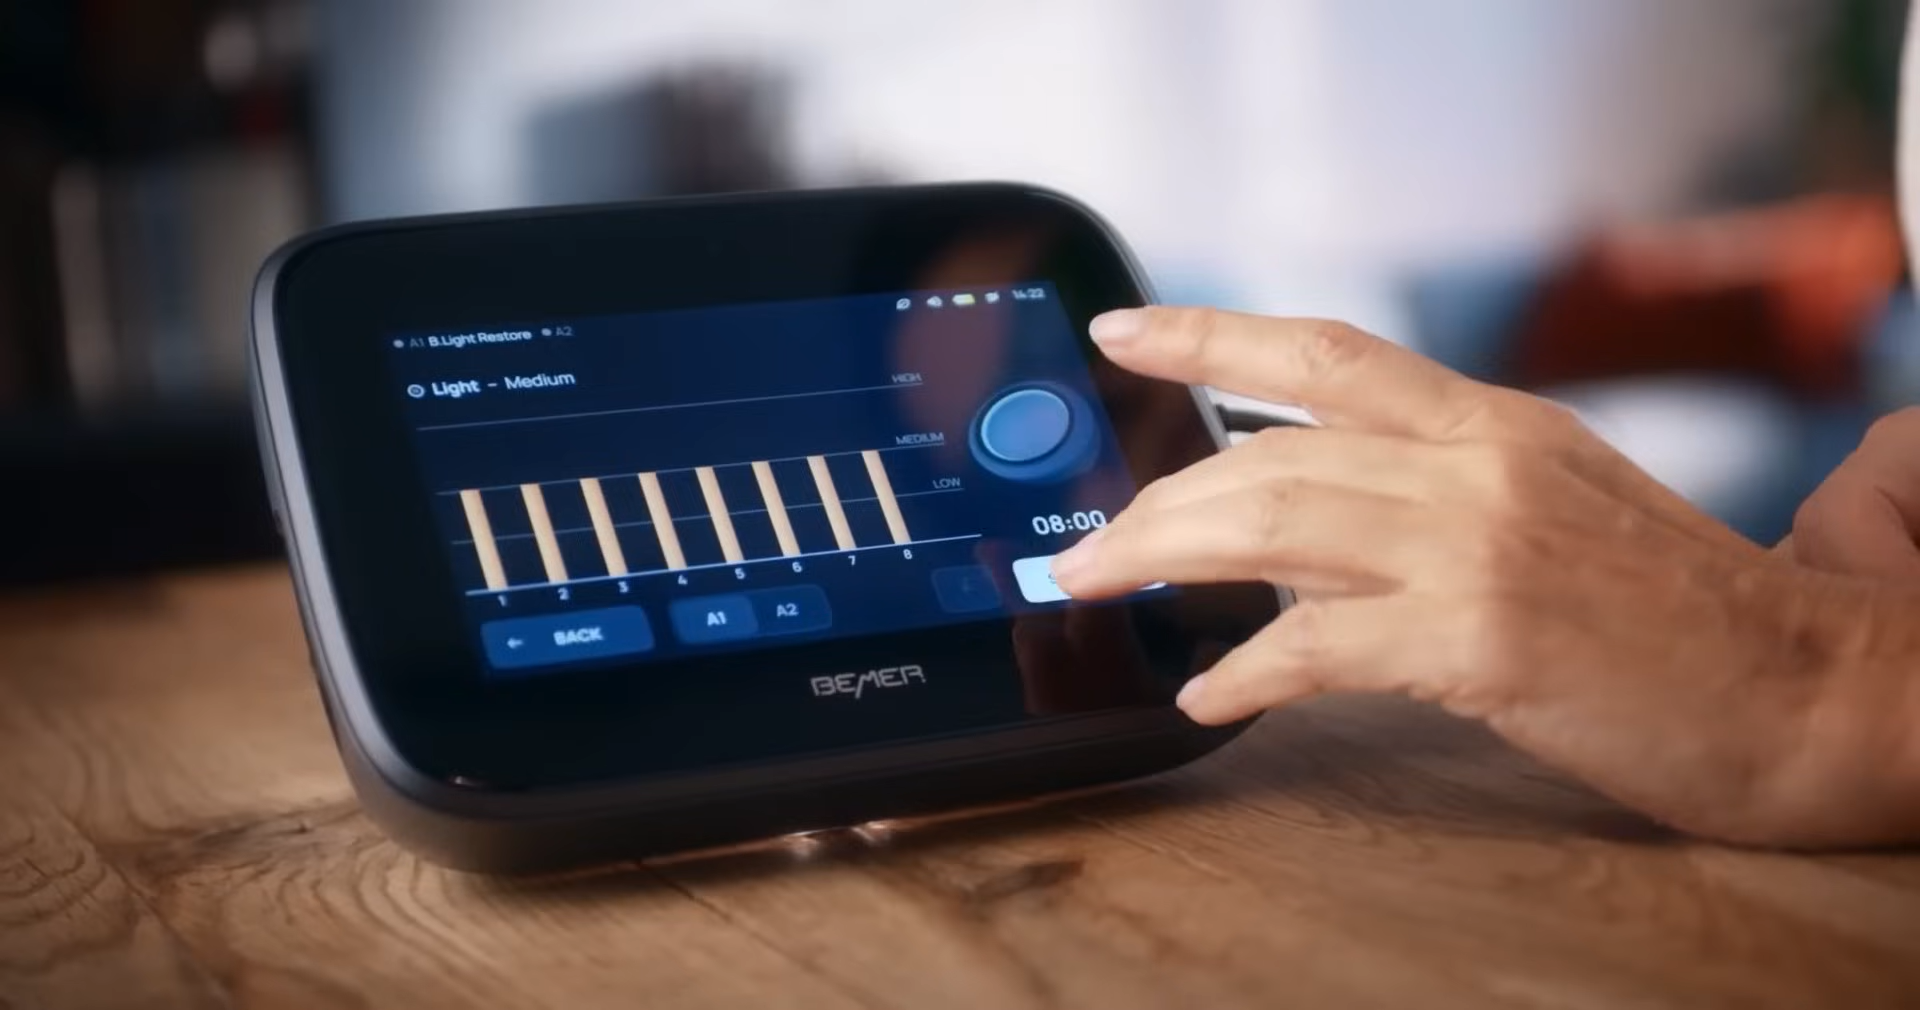 A1 B.Light Restore A2
14:22
Light - Medium
HIGH
MEDIUM
LOW
08:00
1 2 3 4 5 6 7 8
← BACK
A1 A2
BEMER